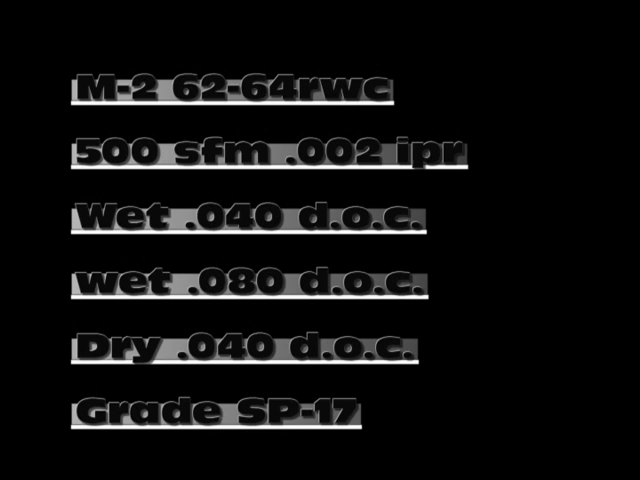 M-2 62-64rwc
500 sfm .002 ipr
Wet .040 d.o.c.
wet .080 d.o.c.
Dry .040 d.o.c.
Grade SP-17